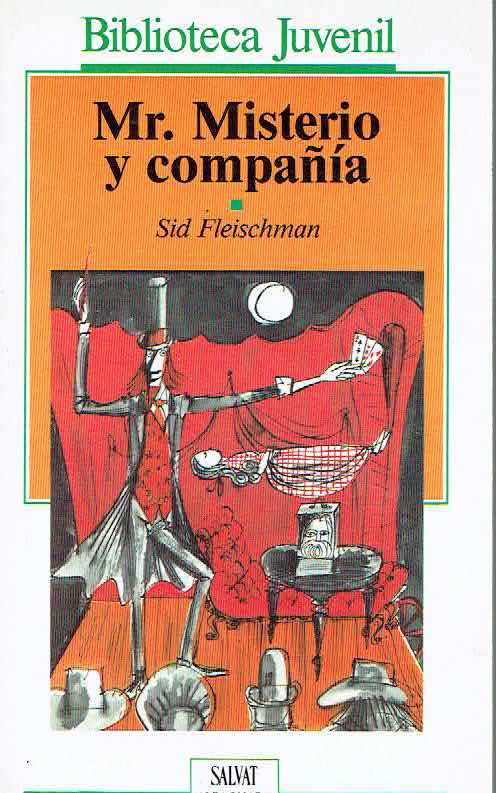 Biblioteca Juvenil
Mr. Misterio
y compañía
Sid Fleischman
SALVAT